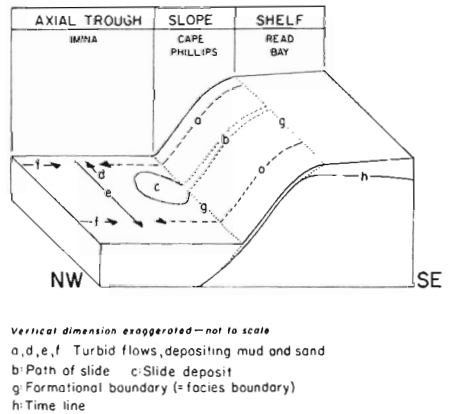 AXIAL TROUGH SLOPE SHELF
IMINA CAPE READ
PHILLIPS BAY
a
g
b
f d c a h
e
f g
NW SE
Vertical dimension exaggerated—not to scale
a,d,e,f Turbid flows, depositing mud and sand
b: Path of slide c: Slide deposit
g: Formational boundary (= facies boundary)
h: Time line